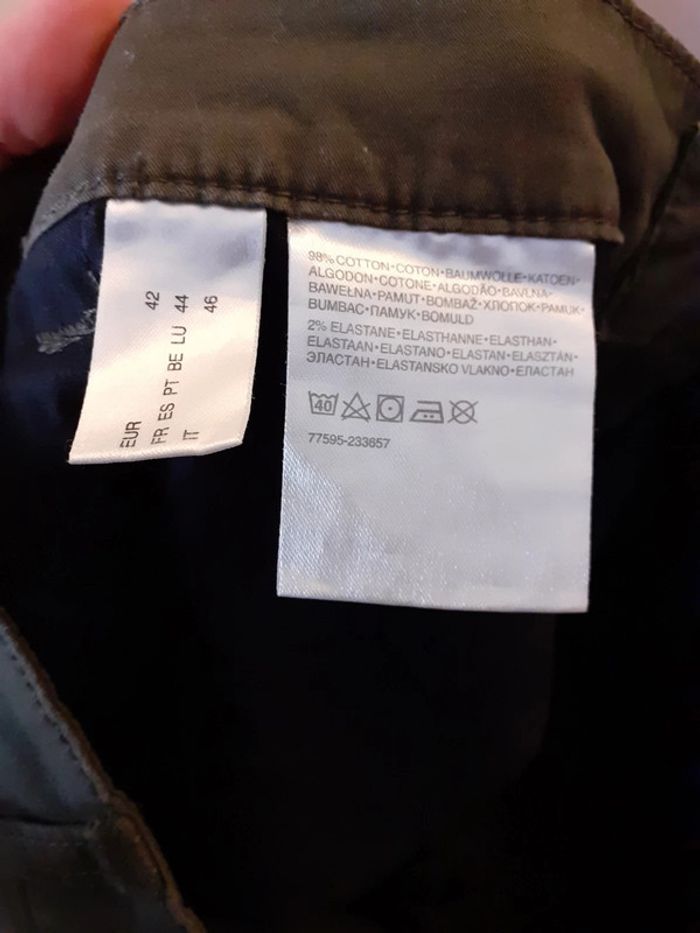 EUR 42
FR ES PT BE LU 44
IT 46
98% COTTON•COTON•BAUMWOLLE•KATOEN•
ALGODON•COTONE•ALGODÃO•BAVLNA•
BAWEŁNA•PAMUT•BOMBAŽ•ХЛОПОК•PAMUK•
BUMBAC•ПАМУК•BOMULD
2% ELASTANE•ELASTHANNE•ELASTHAN•
ELASTAAN•ELASTANO•ELASTAN•ELASZTÁN•
ЭЛАСТАН•ELASTANSKO VLAKNO•ЕЛАСТАН
40
77595-233657